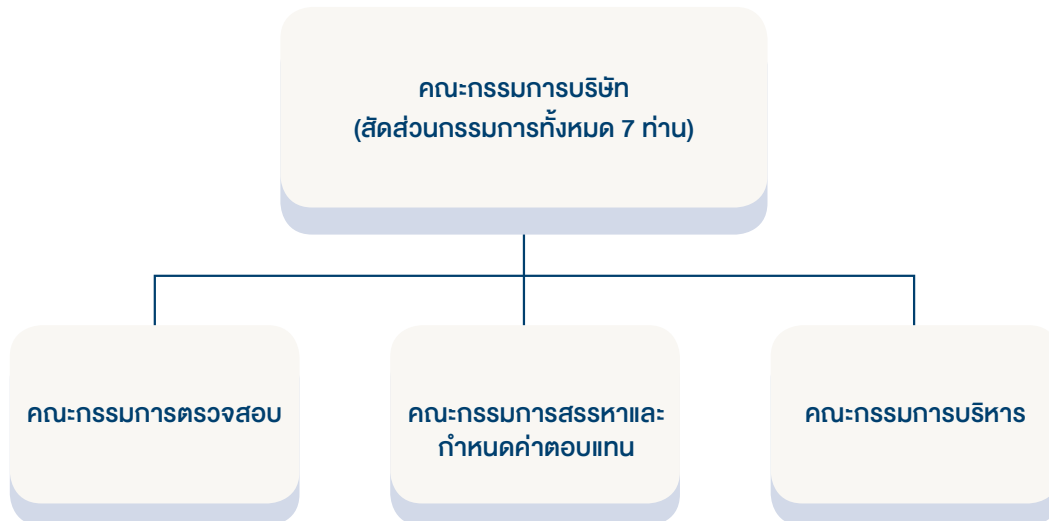 คณะกรรมการบริษัท
(สัดส่วนกรรมการทั้งหมด 7 ท่าน)
คณะกรรมการตรวจสอบ
คณะกรรมการสรรหาและ
กำหนดค่าตอบแทน
คณะกรรมการบริหาร